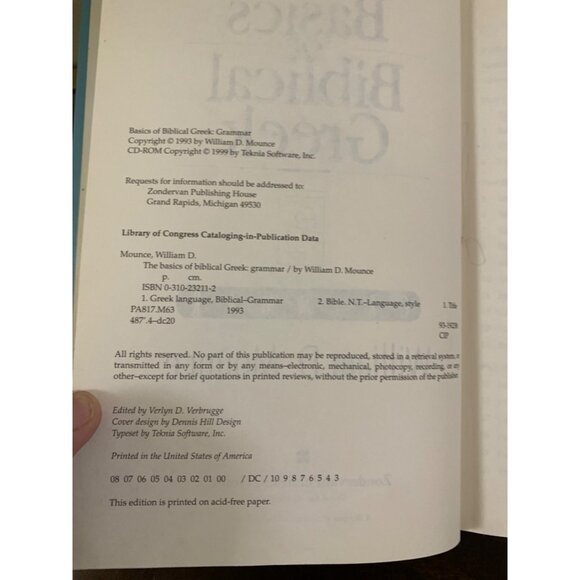 Basics of Biblical Greek: Grammar
Copyright © 1993 by William D. Mounce
CD-ROM Copyright © 1999 by Teknia Software, Inc.
Requests for information should be addressed to:
Zondervan Publishing House
Grand Rapids, Michigan 49530
Library of Congress Cataloging-in-Publication Data
Mounce, William D.
The basics of biblical Greek: grammar / by William D. Mounce
p. cm.
ISBN 0-310-23211-2
1. Greek language, Biblical–Grammar 2. Bible. N.T.–Language, style 1. Title
PA817.M63 1993
487'.4–dc20
CIP
All rights reserved. No part of this publication may be reproduced, stored in a retrieval system, or
transmitted in any form or by any means–electronic, mechanical, photocopy, recording, or any
other–except for brief quotations in printed reviews, without the prior permission of the publisher.
Edited by Verlyn D. Verbrugge
Cover design by Dennis Hill Design
Typeset by Teknia Software, Inc.
Printed in the United States of America
08 07 06 05 04 03 02 01 00 / DC / 10 9 8 7 6 5 4 3
This edition is printed on acid-free paper.